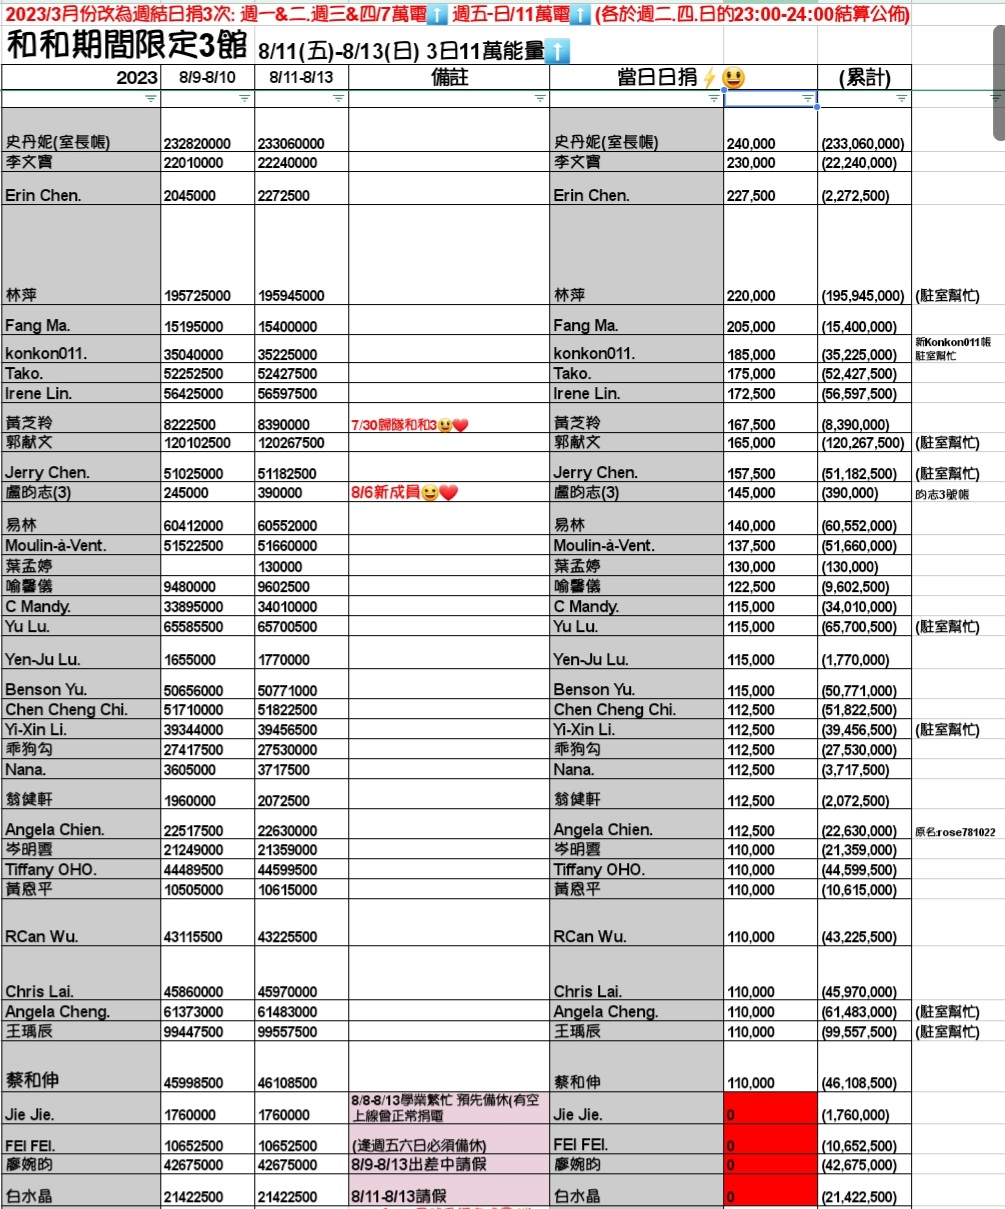 2023/3月份改為週結日捐3次: 週一&二.週三&四/7萬電⬆️ 週五-日/11萬電⬆️ (各於週二.四.日的23:00-24:00結算公佈)
和和期間限定3館 8/11(五)-8/13(日) 3日11萬能量⬆️
2023 8/9-8/10 8/11-8/13 備註 當日日捐⚡😃 (累計)
史丹妮(室長帳) 232820000 233060000 史丹妮(室長帳) 240,000 (233,060,000)
李文寶 22010000 22240000 李文寶 230,000 (22,240,000)
Erin Chen. 2045000 2272500 Erin Chen. 227,500 (2,272,500)
林萍 195725000 195945000 林萍 220,000 (195,945,000) (駐室幫忙)
Fang Ma. 15195000 15400000 Fang Ma. 205,000 (15,400,000)
新Konkon011帳
konkon011. 35040000 35225000 konkon011. 185,000 (35,225,000) 駐室幫忙
Tako. 52252500 52427500 Tako. 175,000 (52,427,500)
Irene Lin. 56425000 56597500 Irene Lin. 172,500 (56,597,500)
黃芝羚 8222500 8390000 7/30歸隊和和3😃❤️ 黃芝羚 167,500 (8,390,000)
郭献文 120102500 120267500 郭献文 165,000 (120,267,500) (駐室幫忙)
Jerry Chen. 51025000 51182500 Jerry Chen. 157,500 (51,182,500) (駐室幫忙)
盧昀志(3) 245000 390000 8/6新成員😃❤️ 盧昀志(3) 145,000 (390,000) 昀志3號帳
易林 60412000 60552000 易林 140,000 (60,552,000)
Moulin-à-Vent. 51522500 51660000 Moulin-à-Vent. 137,500 (51,660,000)
葉孟婷 130000 葉孟婷 130,000 (130,000)
喻馨儀 9480000 9602500 喻馨儀 122,500 (9,602,500)
C Mandy. 33895000 34010000 C Mandy. 115,000 (34,010,000)
Yu Lu. 65585500 65700500 Yu Lu. 115,000 (65,700,500) (駐室幫忙)
Yen-Ju Lu. 1655000 1770000 Yen-Ju Lu. 115,000 (1,770,000)
Benson Yu. 50656000 50771000 Benson Yu. 115,000 (50,771,000)
Chen Cheng Chi. 51710000 51822500 Chen Cheng Chi. 112,500 (51,822,500)
Yi-Xin Li. 39344000 39456500 Yi-Xin Li. 112,500 (39,456,500) (駐室幫忙)
乖狗勾 27417500 27530000 乖狗勾 112,500 (27,530,000)
Nana. 3605000 3717500 Nana. 112,500 (3,717,500)
翁健軒 1960000 2072500 翁健軒 112,500 (2,072,500)
Angela Chien. 22517500 22630000 Angela Chien. 112,500 (22,630,000) 原名:rose781022
岑明雲 21249000 21359000 岑明雲 110,000 (21,359,000)
Tiffany OHO. 44489500 44599500 Tiffany OHO. 110,000 (44,599,500)
黃恩平 10505000 10615000 黃恩平 110,000 (10,615,000)
RCan Wu. 43115500 43225500 RCan Wu. 110,000 (43,225,500)
Chris Lai. 45860000 45970000 Chris Lai. 110,000 (45,970,000)
Angela Cheng. 61373000 61483000 Angela Cheng. 110,000 (61,483,000) (駐室幫忙)
王瑀辰 99447500 99557500 王瑀辰 110,000 (99,557,500) (駐室幫忙)
蔡和伸 45998500 46108500 蔡和伸 110,000 (46,108,500)
8/8-8/13學業繁忙 預先備休(有空
Jie Jie. 1760000 1760000 上線曾正常捐電 Jie Jie. 0 (1,760,000)
FEI FEI. 10652500 10652500 (逢週五六日必須備休) FEI FEI. 0 (10,652,500)
廖婉昀 42675000 42675000 8/9-8/13出差中請假 廖婉昀 0 (42,675,000)
白水晶 21422500 21422500 8/11-8/13請假 白水晶 0 (21,422,500)